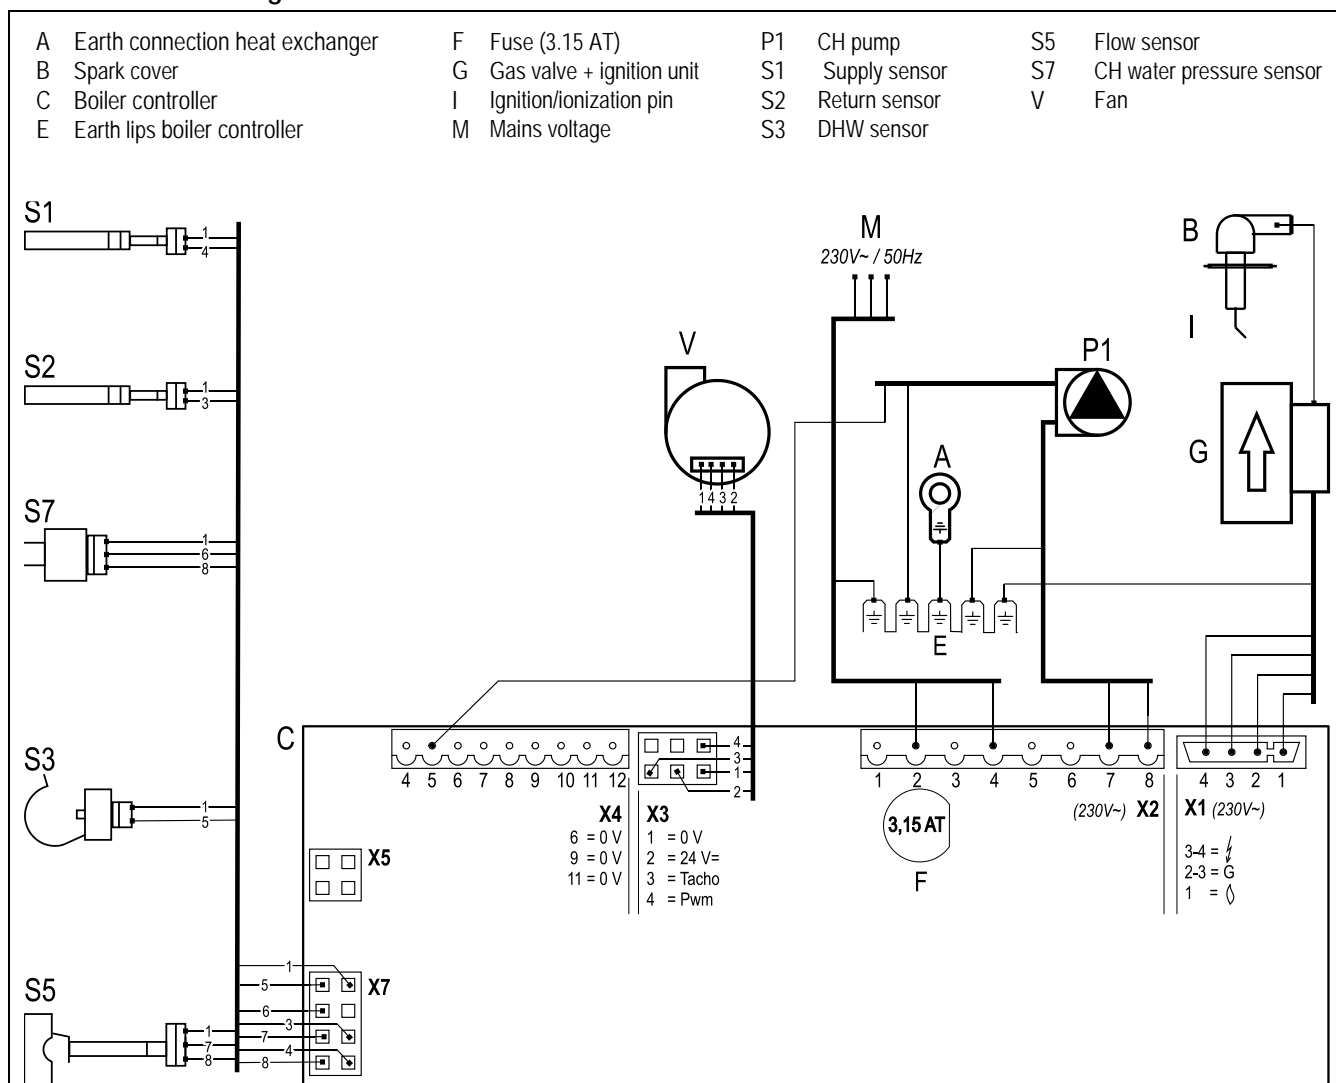 A Earth connection heat exchanger
B Spark cover
C Boiler controller
E Earth lips boiler controller
F Fuse (3.15 AT)
G Gas valve + ignition unit
I Ignition/ionization pin
M Mains voltage
P1 CH pump
S1 Supply sensor
S2 Return sensor
S3 DHW sensor
S5 Flow sensor
S7 CH water pressure sensor
V Fan
S1
1
4
S2
1
3
S7
1
6
8
S3
1
5
S5
1
7
8
M
230V~ / 50Hz
V
1 4 3 2
P1
A
E
B
I
G
C
4 5 6 7 8 9 10 11 12
X4
6 = 0 V
9 = 0 V
11 = 0 V
4
3
1
2
X3
1 = 0 V
2 = 24 V=
3 = Tacho
4 = Pwm
1 2 3 4 5 6 7 8
(230V~) X2
3,15 AT
F
4 3 2 1
X1 (230V~)
3-4 =
2-3 = G
1 =
X5
X7
1
5
6
3
7
4
8